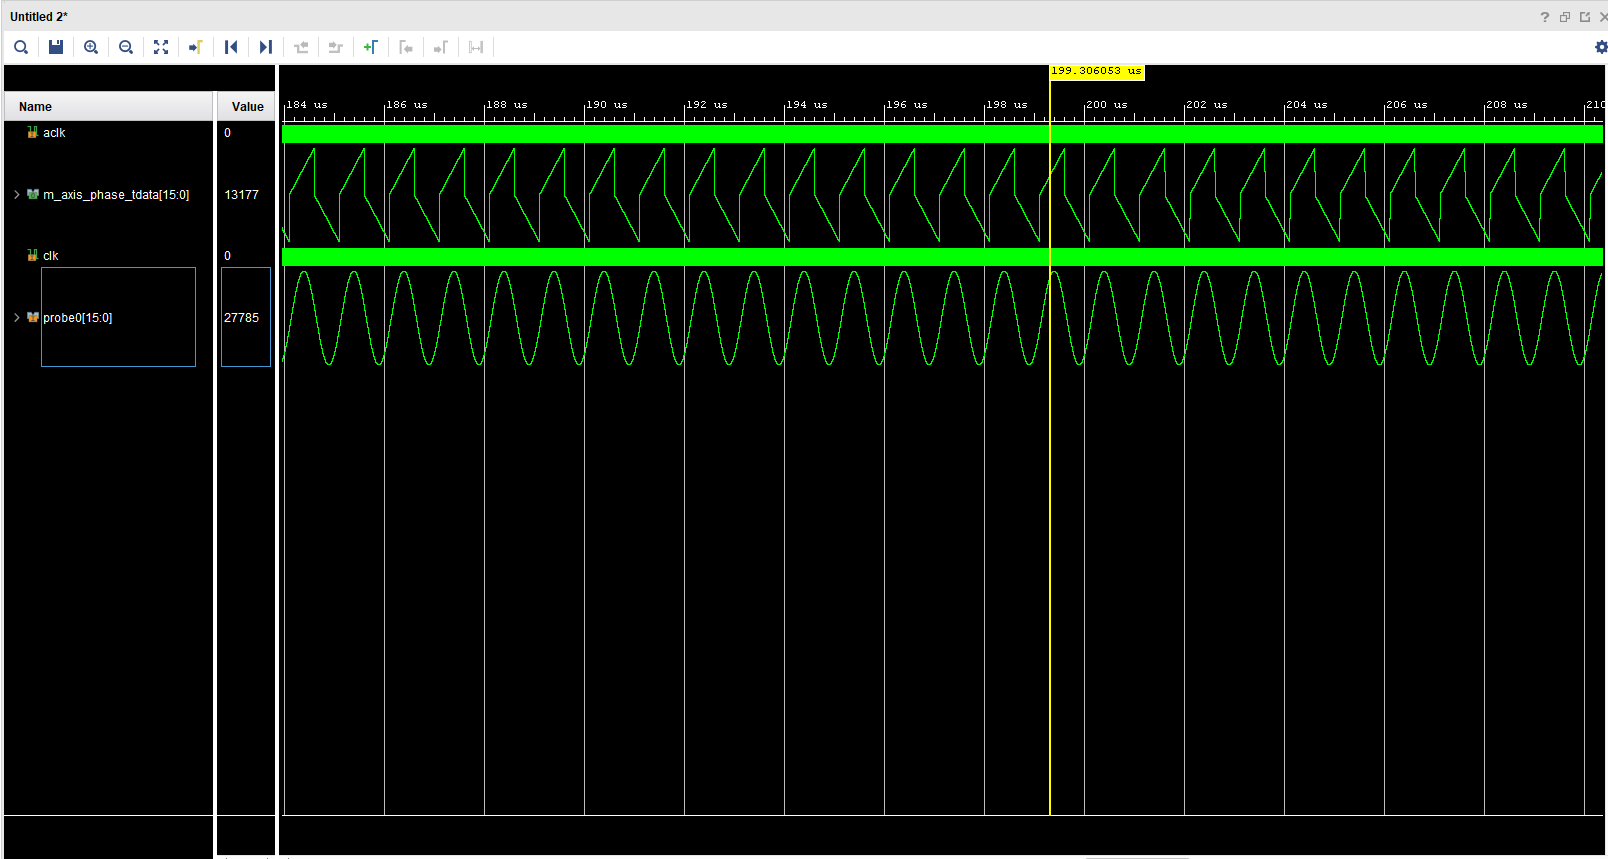 Untitled 2*
199.306053 us
Name Value
184 us 186 us 188 us 190 us 192 us 194 us 196 us 198 us 200 us 202 us 204 us 206 us 208 us 210
aclk 0
m_axis_phase_tdata[15:0] 13177
clk 0
probe0[15:0] 27785